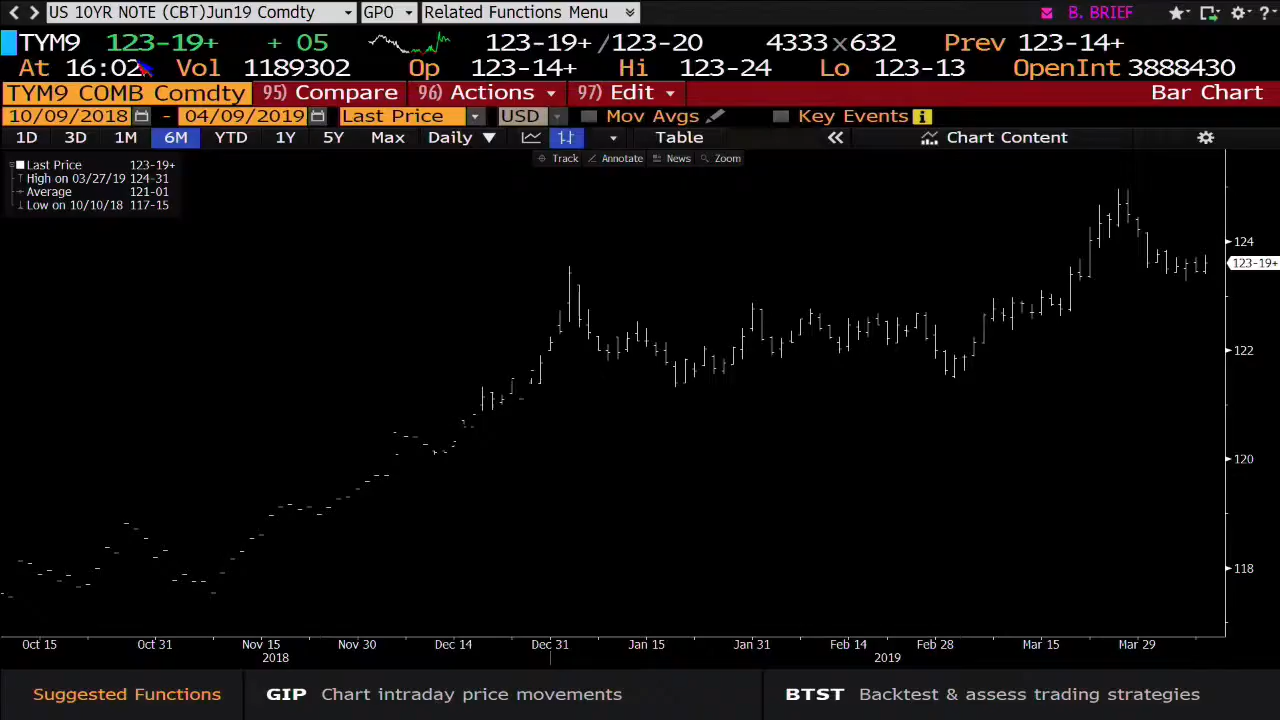 US 10YR NOTE (CBT)Jun19 Comdty GPO Related Functions Menu B. BRIEF
TYM9 123-19+ + 05 123-19+/123-20 4333x632 Prev 123-14+
At 16:02 Vol 1189302 Op 123-14+ Hi 123-24 Lo 123-13 OpenInt 3888430
TYM9 COMB Comdty 95) Compare 96) Actions 97) Edit Bar Chart
10/09/2018 - 04/09/2019 Last Price USD Mov Avgs Key Events i
1D 3D 1M 6M YTD 1Y 5Y Max Daily Table Chart Content
Track Annotate News Zoom
Last Price 123-19+
High on 03/27/19 124-31
Average 121-01
Low on 10/10/18 117-15
124
123-19+
122
120
118
Oct 15 Oct 31 Nov 15 Nov 30 Dec 14 Dec 31 Jan 15 Jan 31 Feb 14 Feb 28 Mar 15 Mar 29
2018 2019
Suggested Functions GIP Chart intraday price movements BTST Backtest & assess trading strategies